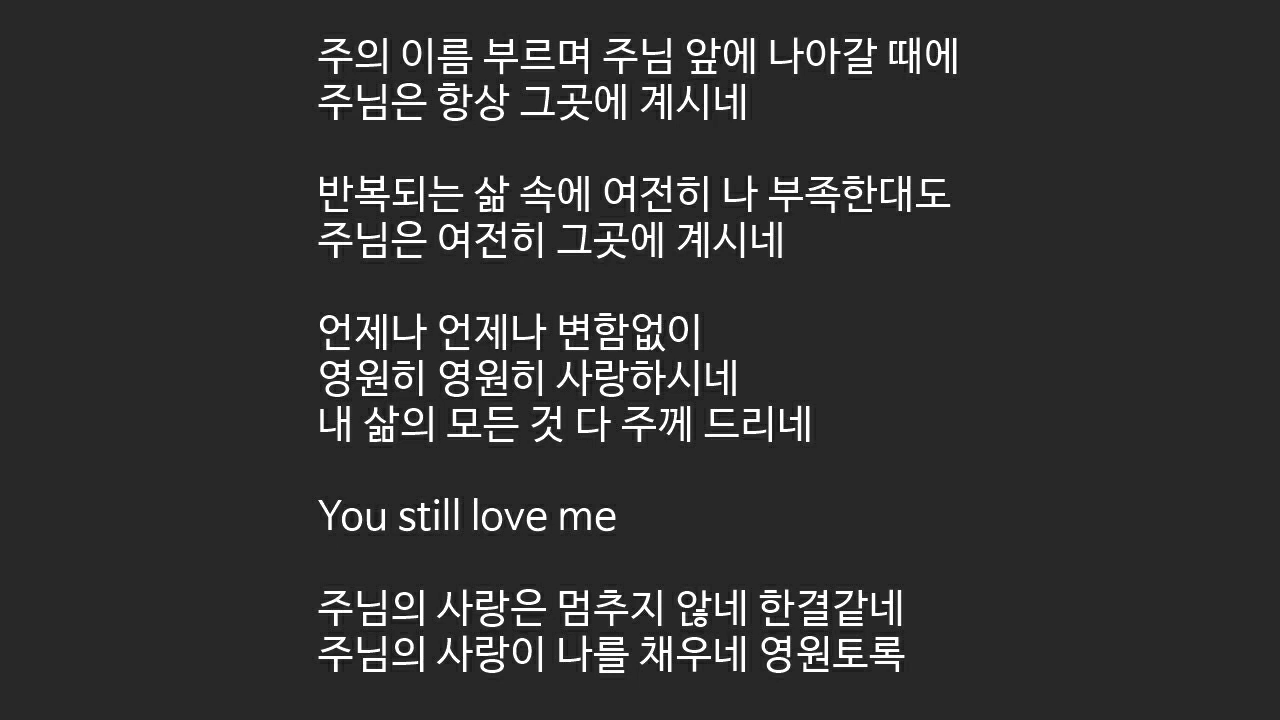 주의 이름 부르며 주님 앞에 나아갈 때에
주님은 항상 그곳에 계시네
반복되는 삶 속에 여전히 나 부족한대도
주님은 여전히 그곳에 계시네
언제나 언제나 변함없이
영원히 영원히 사랑하시네
내 삶의 모든 것 다 주께 드리네
You still love me
주님의 사랑은 멈추지 않네 한결같네
주님의 사랑이 나를 채우네 영원토록